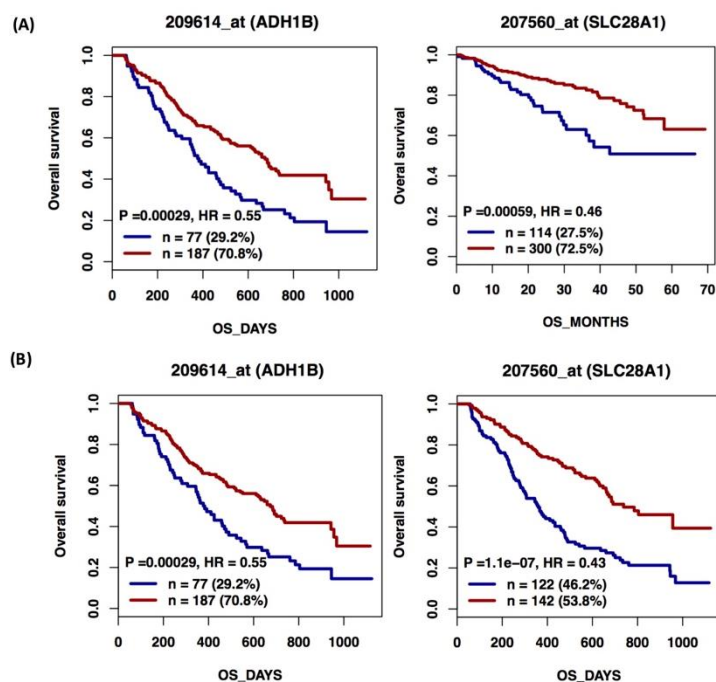 (A)
209614_at (ADH1B)
Overall survival
1.0
0.8
0.6
0.4
0.2
0.0
P =0.00029, HR = 0.55
n = 77 (29.2%)
n = 187 (70.8%)
0 200 400 600 800 1000
OS_DAYS
207560_at (SLC28A1)
Overall survival
1.0
0.8
0.6
0.4
0.2
0.0
P =0.00059, HR = 0.46
n = 114 (27.5%)
n = 300 (72.5%)
0 10 20 30 40 50 60 70
OS_MONTHS
(B)
209614_at (ADH1B)
Overall survival
1.0
0.8
0.6
0.4
0.2
0.0
P =0.00029, HR = 0.55
n = 77 (29.2%)
n = 187 (70.8%)
0 200 400 600 800 1000
OS_DAYS
207560_at (SLC28A1)
Overall survival
1.0
0.8
0.6
0.4
0.2
0.0
P =1.1e−07, HR = 0.43
n = 122 (46.2%)
n = 142 (53.8%)
0 200 400 600 800 1000
OS_DAYS